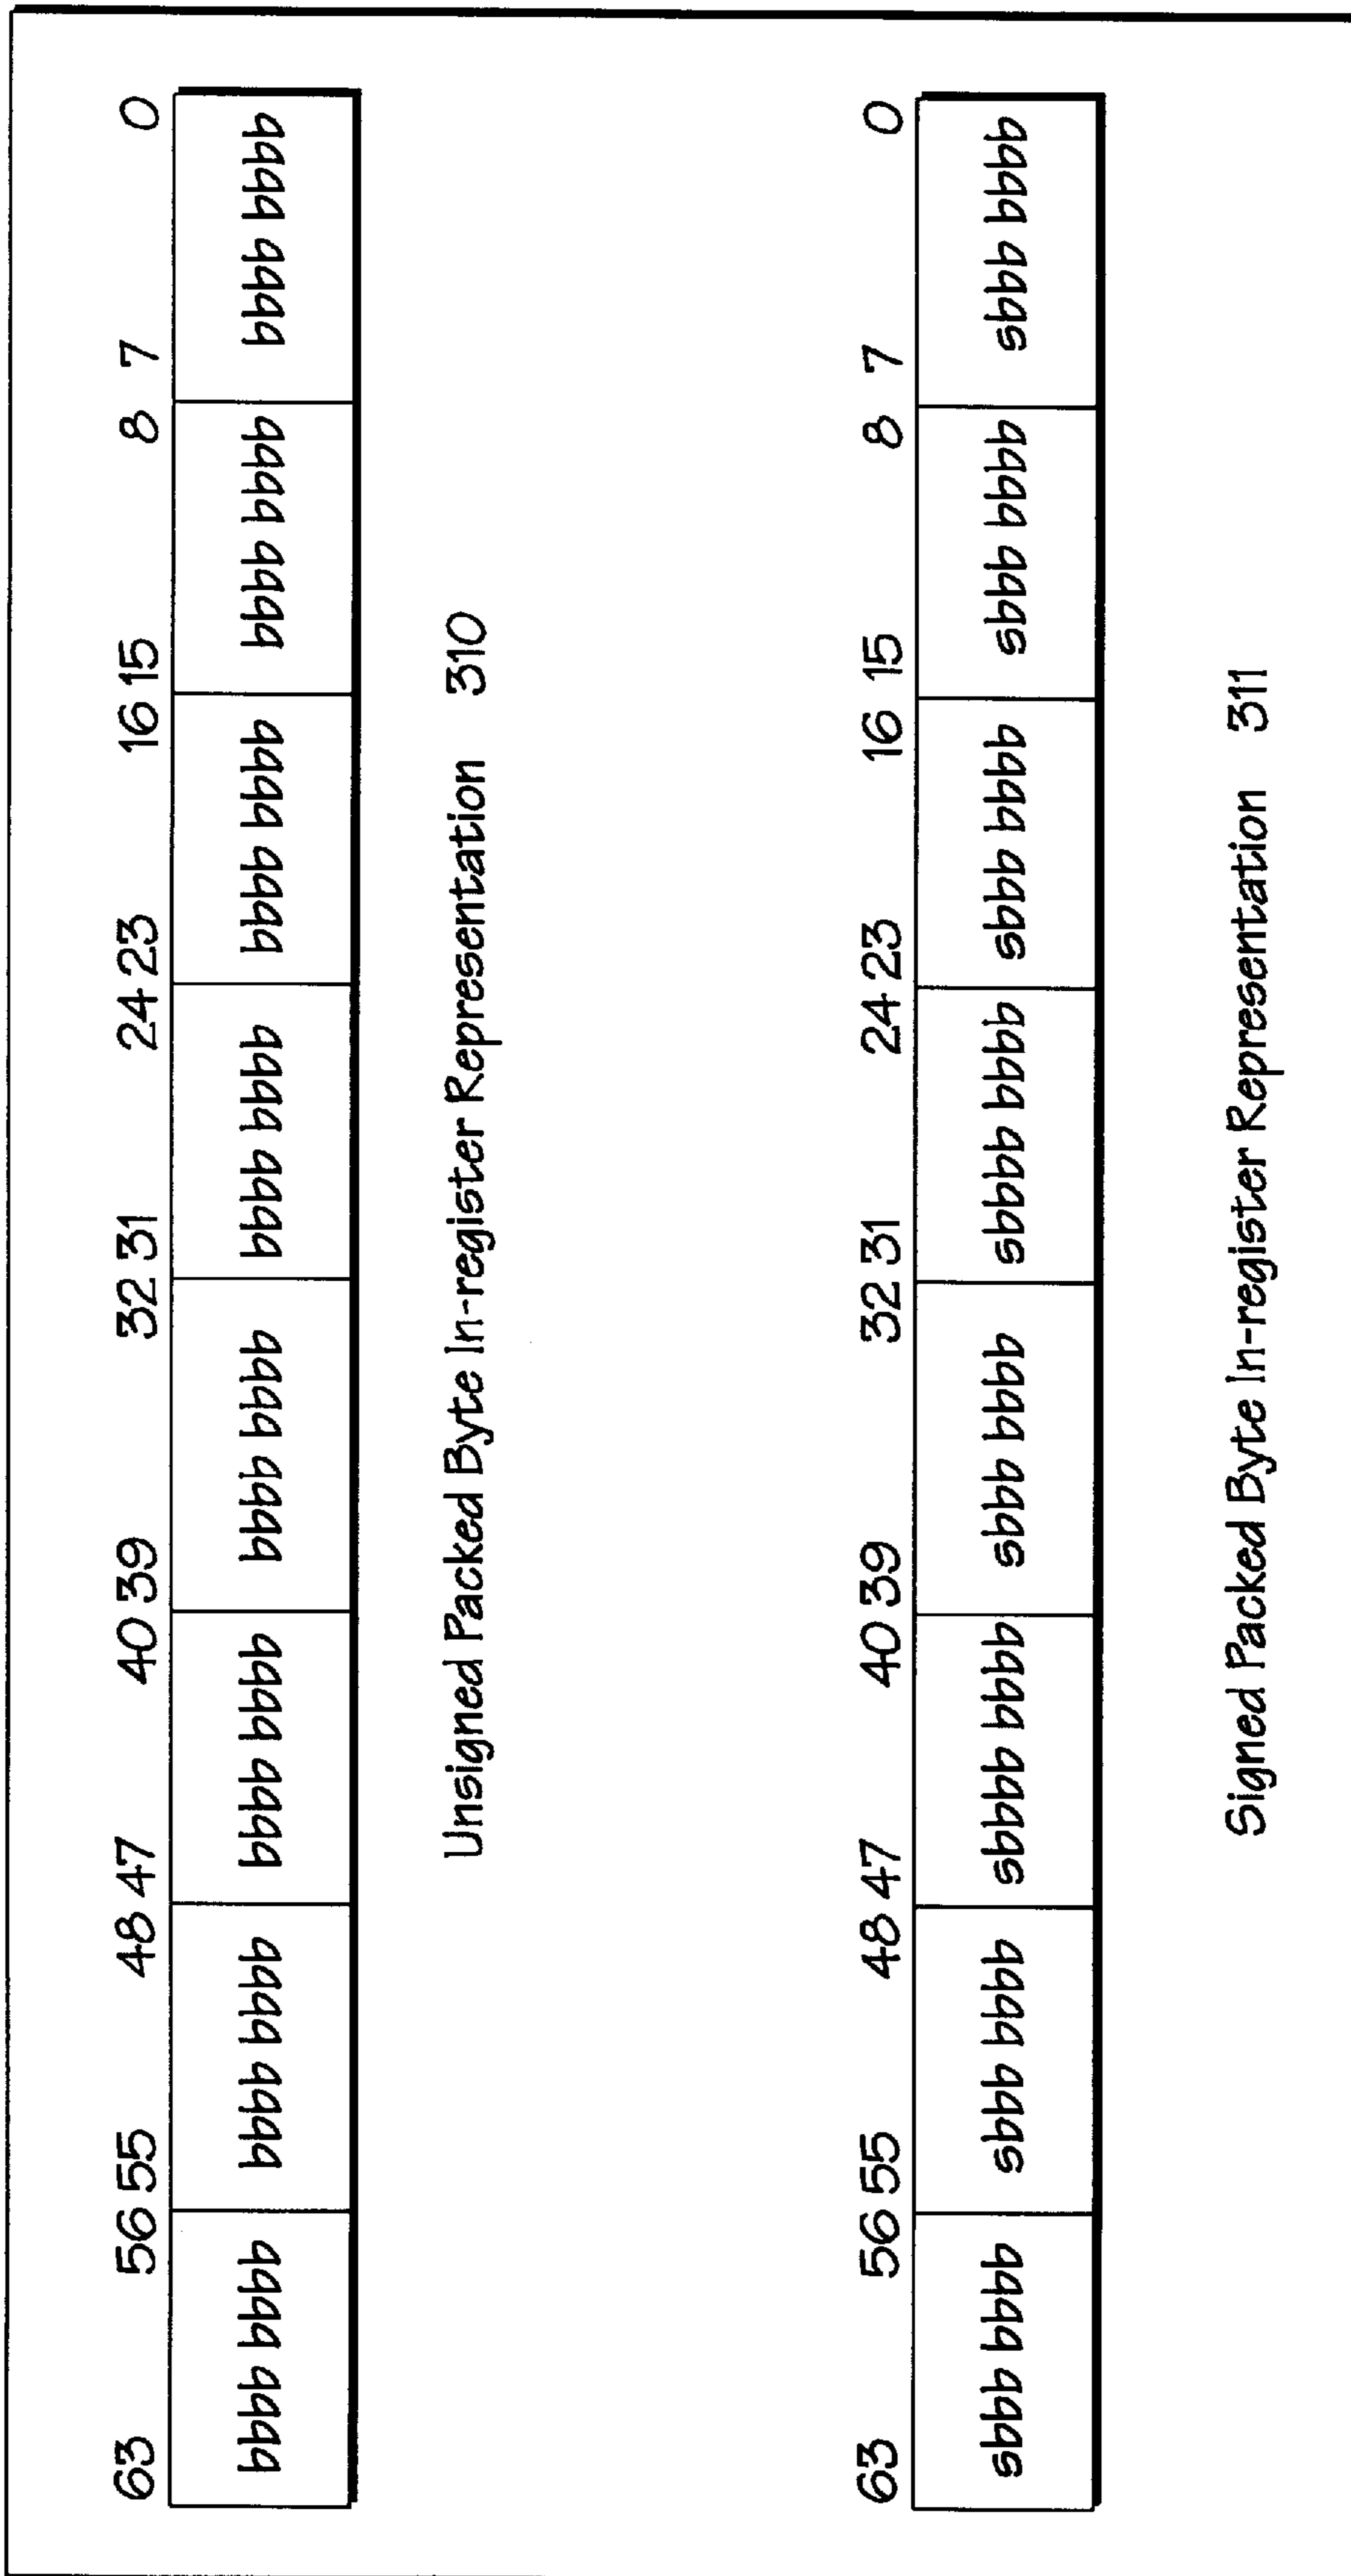 63 56 55 48 47 40 39 32 31 24 23 16 15 8 7 0
bbbb bbbb bbbb bbbb bbbb bbbb bbbb bbbb bbbb bbbb bbbb bbbb bbbb bbbb bbbb bbbb
Unsigned Packed Byte In-register Representation 310
63 56 55 48 47 40 39 32 31 24 23 16 15 8 7 0
sbbb bbbb sbbb bbbb sbbb bbbb sbbb bbbb sbbb bbbb sbbb bbbb sbbb bbbb sbbb bbbb
Signed Packed Byte In-register Representation 311